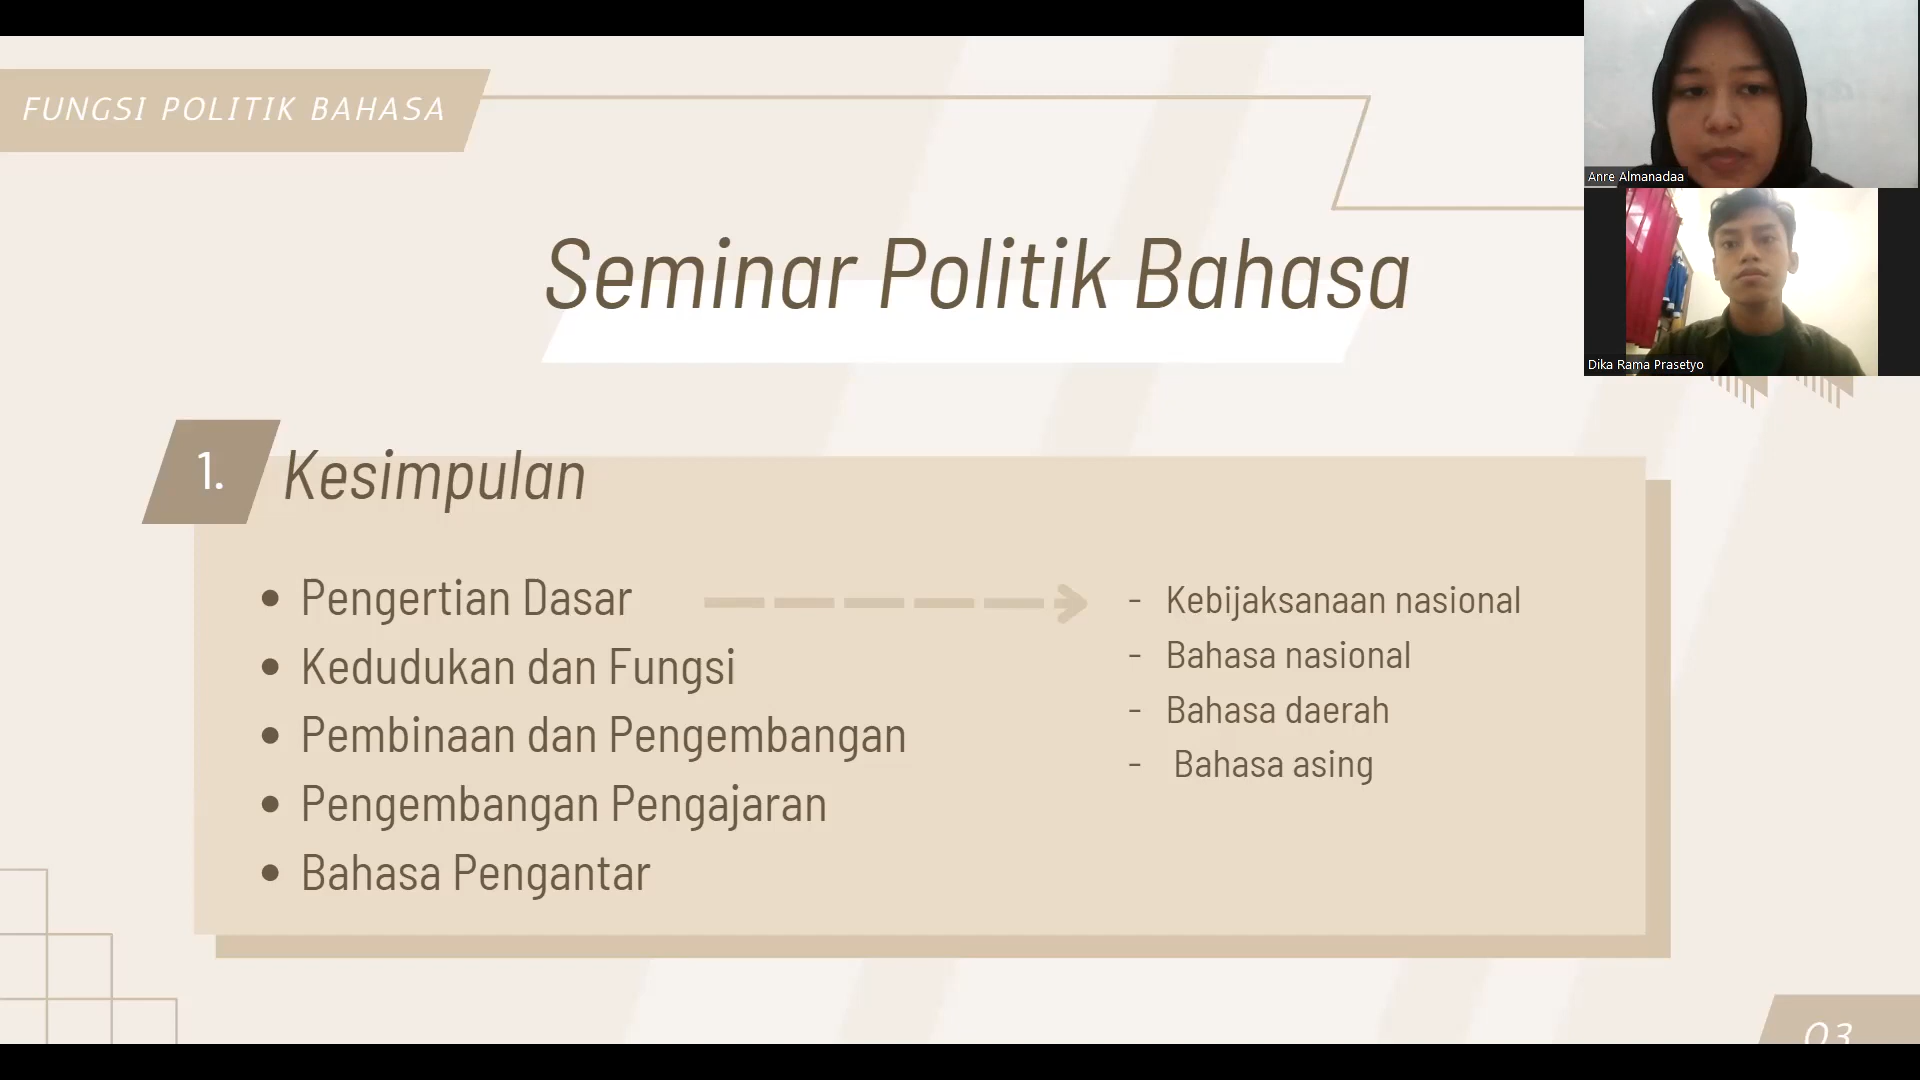 FUNGSI POLITIK BAHASA
Anre Almanadaa
Dika Rama Prasetyo
Seminar Politik Bahasa
1. Kesimpulan
• Pengertian Dasar
• Kedudukan dan Fungsi
• Pembinaan dan Pengembangan
• Pengembangan Pengajaran
• Bahasa Pengantar
- Kebijaksanaan nasional
- Bahasa nasional
- Bahasa daerah
- Bahasa asing
03